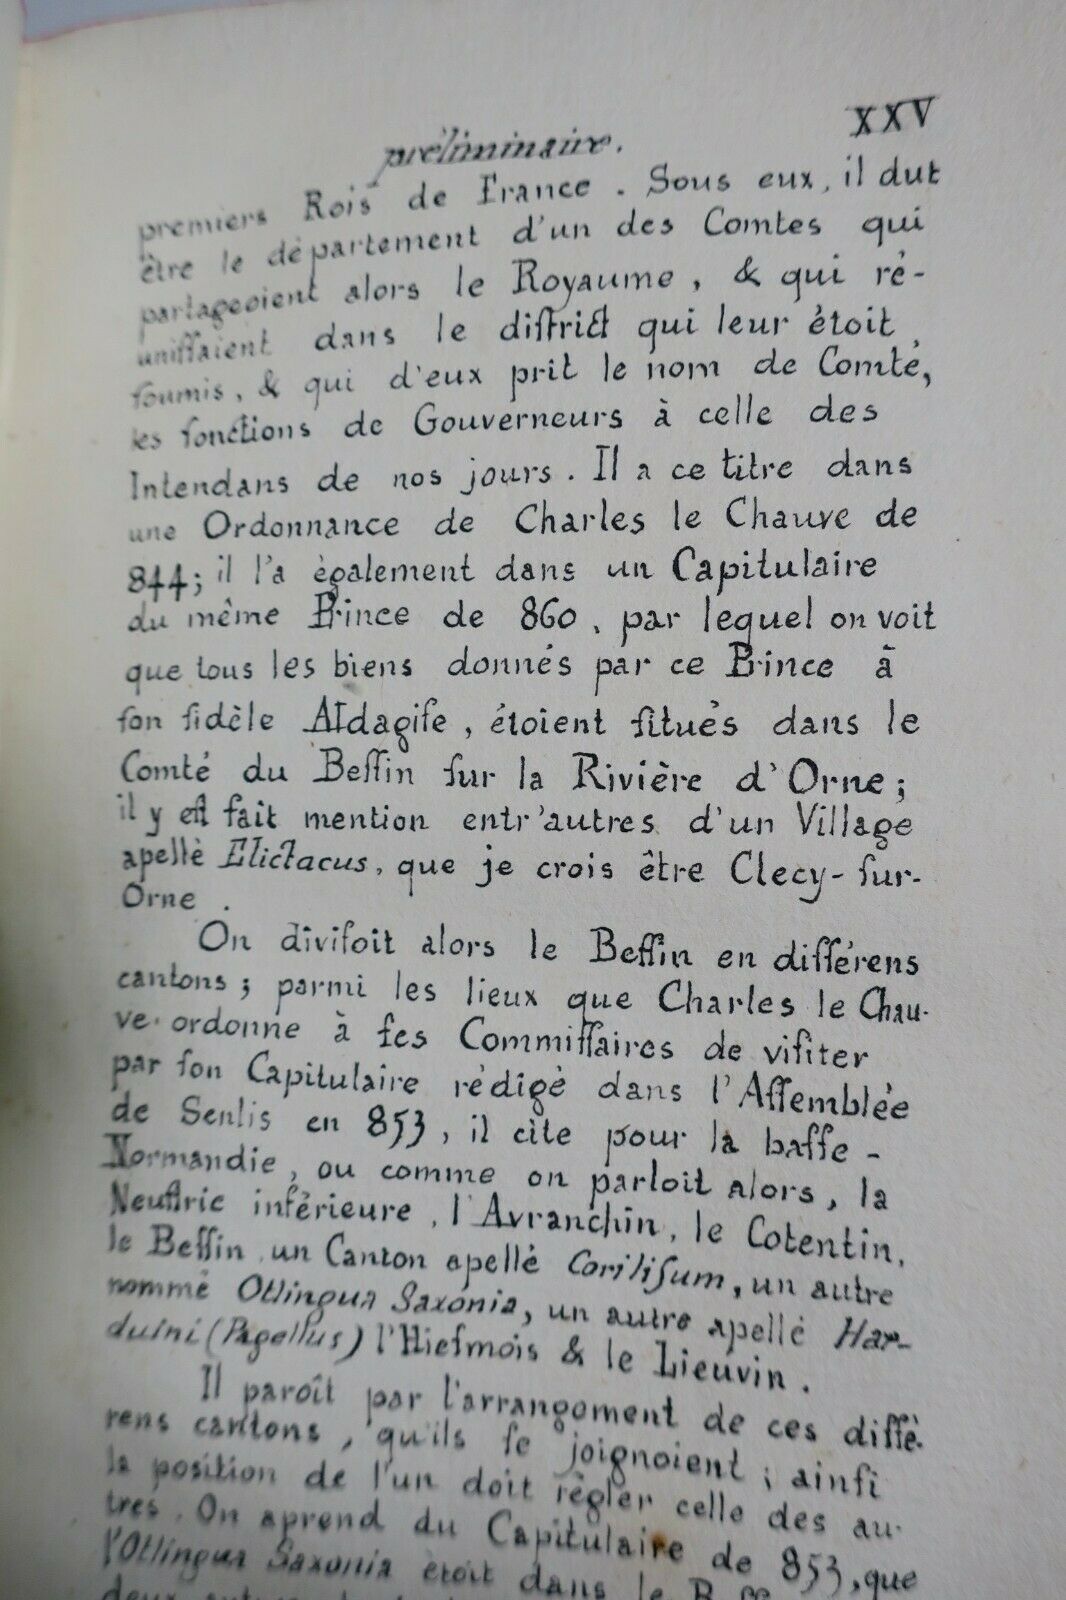 XXV
préliminaire.
premiers Rois de France. Sous eux, il dut
être le département d'un des Comtes qui
partageoient alors le Royaume, & qui ré-
uniſſaient dans le diſtrict qui leur étoit
ſoumis, & qui d'eux prit le nom de Comté,
les fonctions de Gouverneurs à celle des
Intendans de nos jours. Il a ce titre dans
une Ordonnance de Charles le Chauve de
844; il l'a également dans un Capitulaire
du même Prince de 860, par lequel on voit
que tous les biens donnés par ce Prince à
ſon fidèle Aldagiſe, étoient ſitués dans le
Comté du Beſſin ſur la Rivière d'Orne;
il y eſt fait mention entr'autres d'un Village
apellé Elictacus, que je crois être Clecy-ſur-
Orne.
On diviſoit alors le Beſſin en différens
cantons; parmi les lieux que Charles le Chau-
ve ordonne à ſes Commiſſaires de viſiter
par ſon Capitulaire rédigé dans l'Aſſemblée
de Senlis en 853, il cite pour la baſſe-
Normandie, ou comme on parloit alors, la
Neuſtrie inférieure, l'Avranchin, le Cotentin,
le Beſſin, un Canton apellé Coriliſum, un autre
nommé Otlingua Saxonia, un autre apellé Har-
duini (Pagellus) l'Hieſmois & le Lieuvin.
Il paroît par l'arrangoment de ces diffé-
rens cantons, qu'ils ſe joignoient; ainſi
la position de l'un doit règler celle des au-
tres. On aprend du Capitulaire de 853, que
l'Otlingua Saxonia étoit dans le